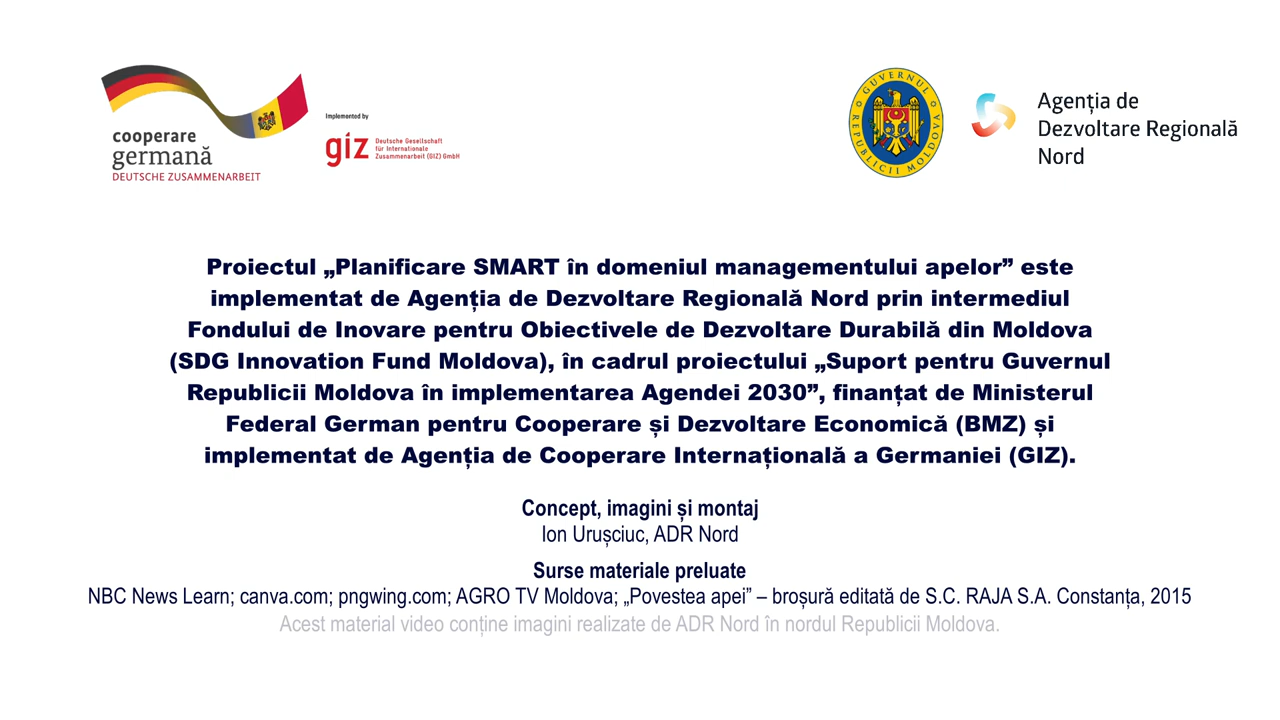 cooperare
germană
DEUTSCHE ZUSAMMENARBEIT
Implemented by
giz
Deutsche Gesellschaft
für Internationale
Zusammenarbeit (GIZ) GmbH
GUVERNUL
REPUBLICII MOLDOVA
Agenția de
Dezvoltare Regională
Nord
Proiectul „Planificare SMART în domeniul managementului apelor” este
implementat de Agenția de Dezvoltare Regională Nord prin intermediul
Fondului de Inovare pentru Obiectivele de Dezvoltare Durabilă din Moldova
(SDG Innovation Fund Moldova), în cadrul proiectului „Suport pentru Guvernul
Republicii Moldova în implementarea Agendei 2030”, finanțat de Ministerul
Federal German pentru Cooperare și Dezvoltare Economică (BMZ) și
implementat de Agenția de Cooperare Internațională a Germaniei (GIZ).
Concept, imagini și montaj
Ion Urușciuc, ADR Nord
Surse materiale preluate
NBC News Learn; canva.com; pngwing.com; AGRO TV Moldova; „Povestea apei” – broșură editată de S.C. RAJA S.A. Constanța, 2015
Acest material video conține imagini realizate de ADR Nord în nordul Republicii Moldova.